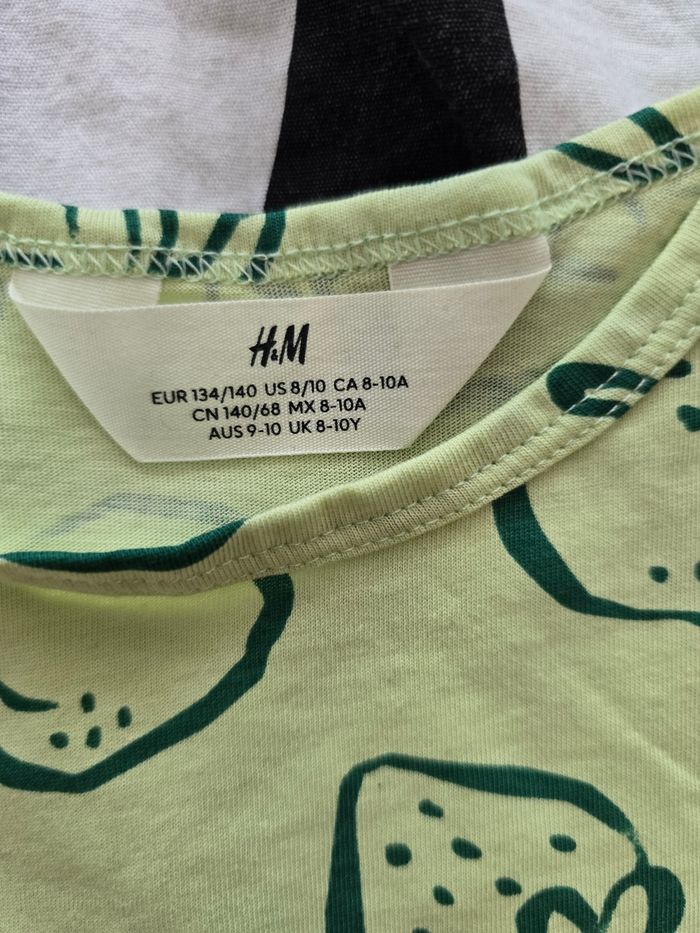 H&M
EUR 134/140 US 8/10 CA 8-10A
CN 140/68 MX 8-10A
AUS 9-10 UK 8-10Y